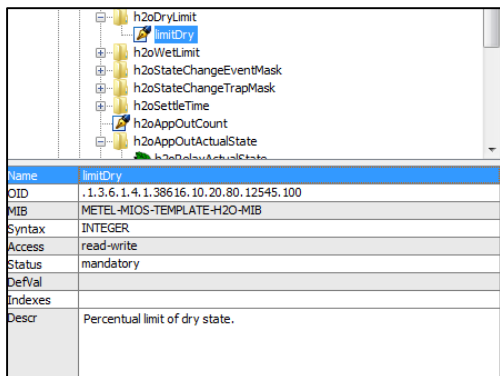 h2oDryLimit
limitDry
h2oWetLimit
h2oStateChangeEventMask
h2oStateChangeTrapMask
h2oSettleTime
h2oAppOutCount
h2oAppOutActualState
h2oRelayActualState
Name limitDry
OID .1.3.6.1.4.1.38616.10.20.80.12545.100
MIB METEL-MIOS-TEMPLATE-H2O-MIB
Syntax INTEGER
Access read-write
Status mandatory
DefVal
Indexes
Descr Percentual limit of dry state.